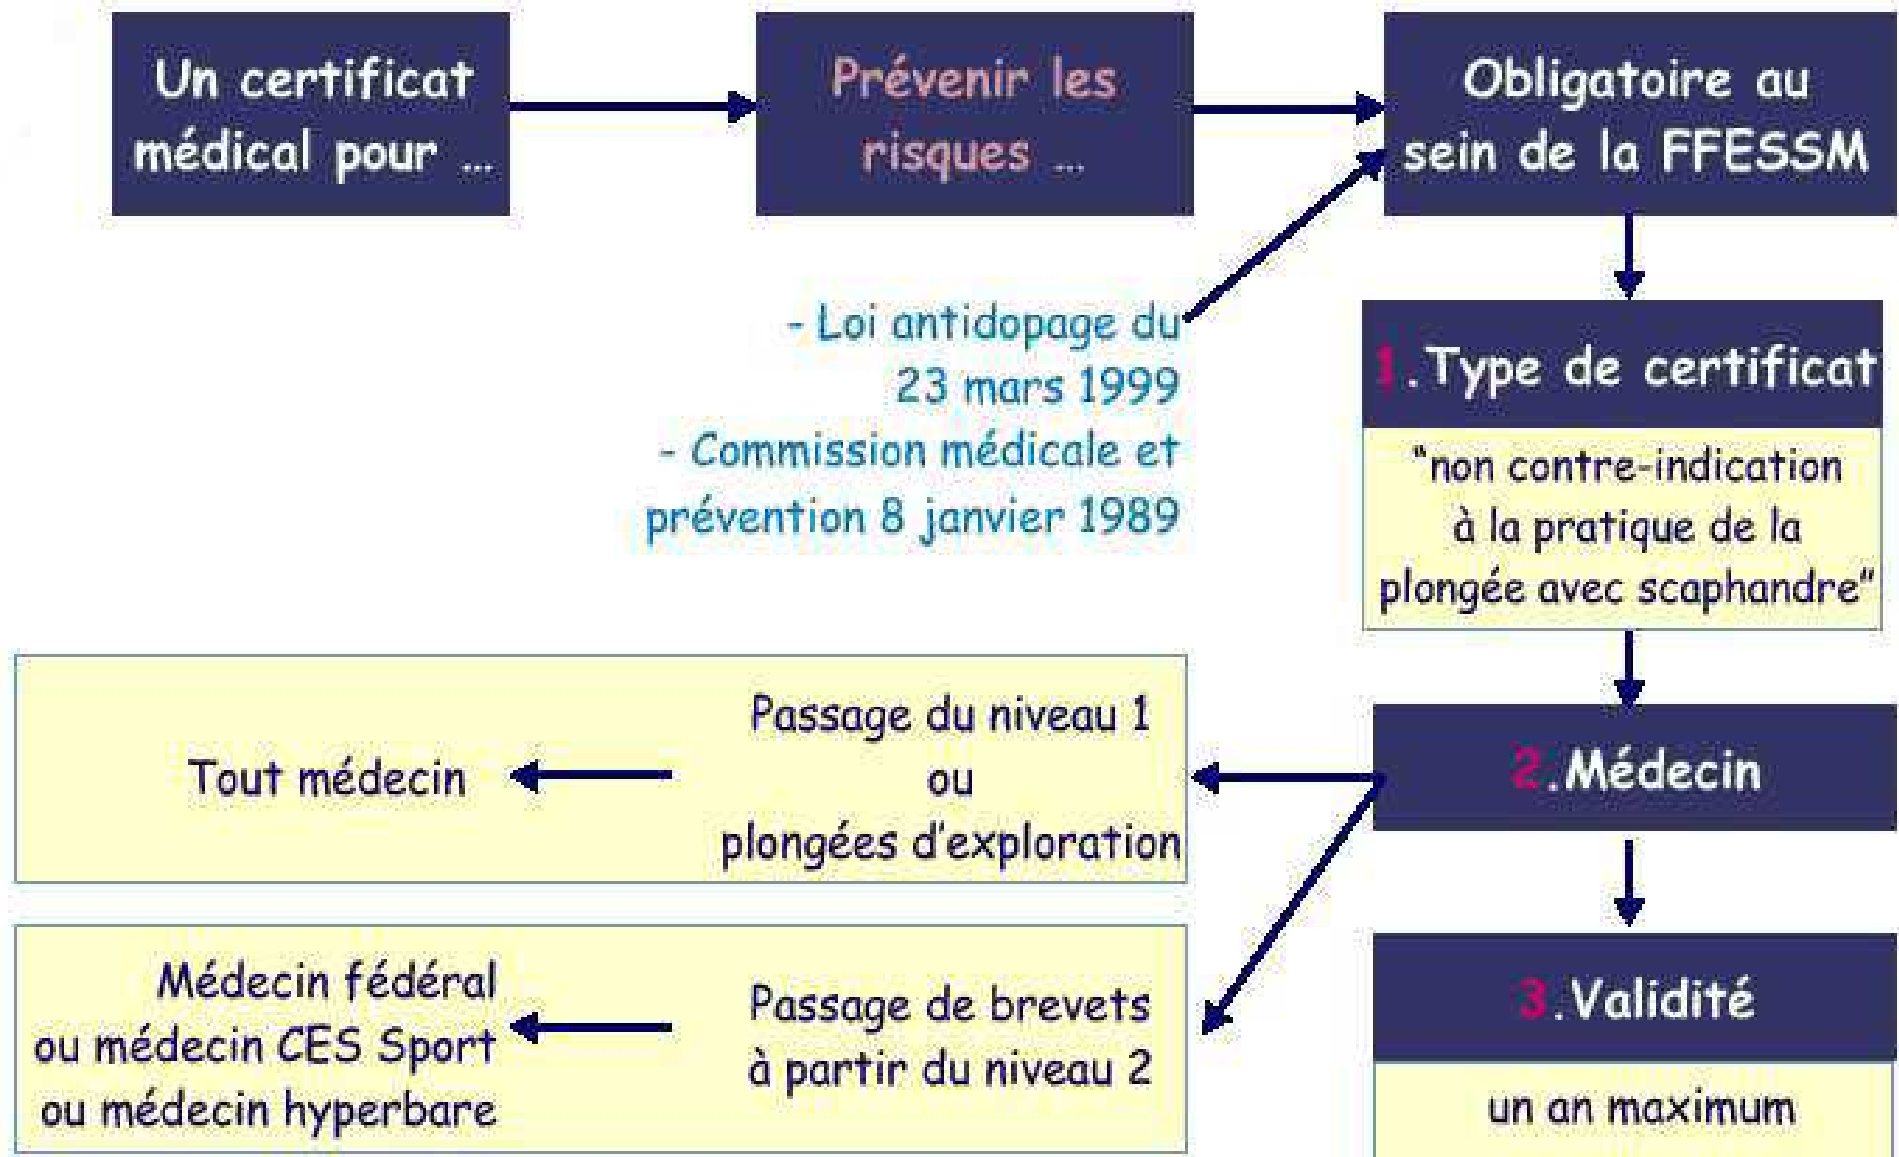 Un certificat
médical pour ...
Prévenir les
risques ...
Obligatoire au
sein de la FFESSM
- Loi antidopage du
23 mars 1999
- Commission médicale et
prévention 8 janvier 1989
1.Type de certificat
"non contre-indication
à la pratique de la
plongée avec scaphandre"
2.Médecin
Passage du niveau 1
ou
plongées d'exploration
Tout médecin
Passage de brevets
à partir du niveau 2
Médecin fédéral
ou médecin CES Sport
ou médecin hyperbare
3.Validité
un an maximum